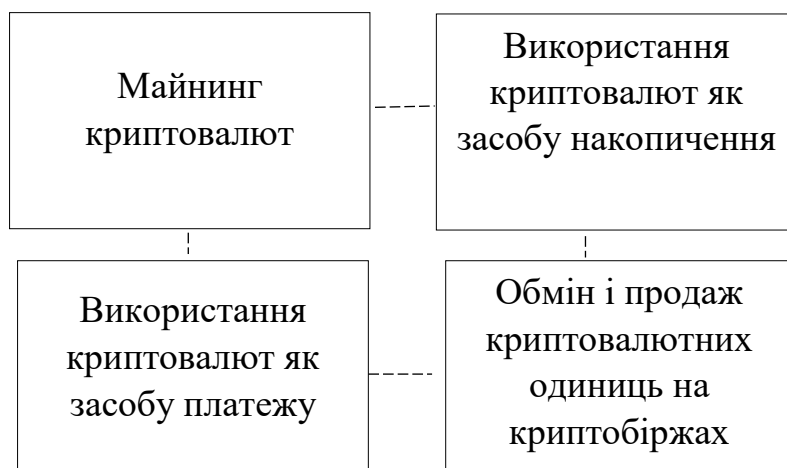 Майнинг
криптовалют
Використання
криптовалют як
засобу накопичення
Використання
криптовалют як
засобу платежу
Обмін і продаж
криптовалютних
одиниць на
криптобіржах